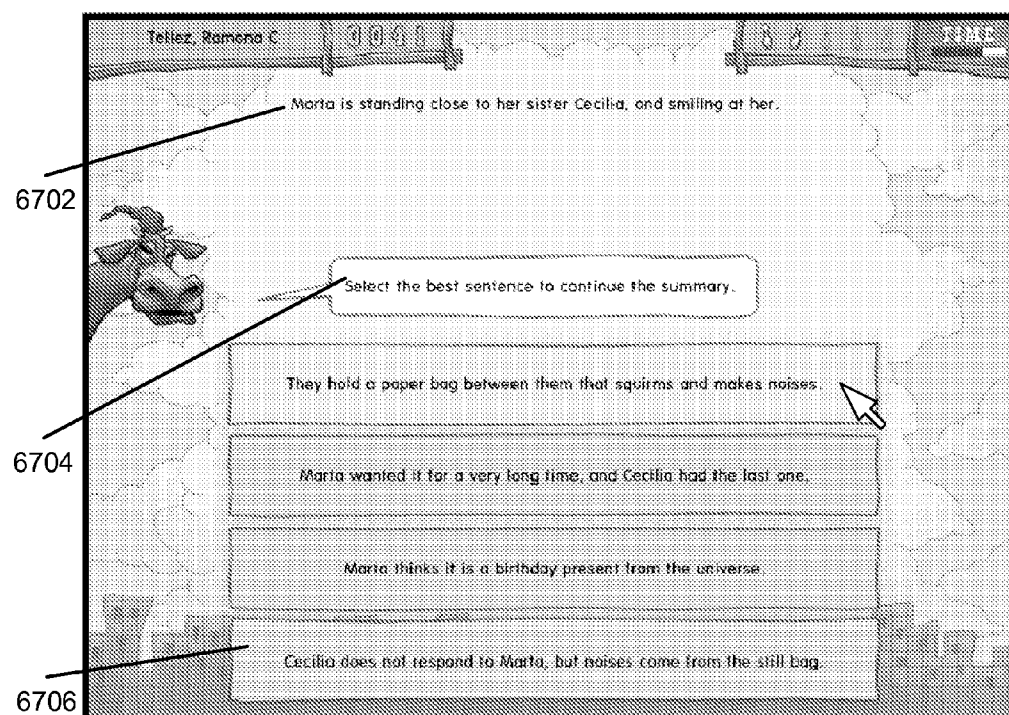 Tellez, Ramona C
TIME
Marta is standing close to her sister Cecilia, and smiling at her.
6702
Select the best sentence to continue the summary.
They hold a paper bag between them that squirms and makes noises.
6704
Marta wanted it for a very long time, and Cecilia had the last one.
Marta thinks it is a birthday present from the universe.
Cecilia does not respond to Marta, but noises come from the still bag.
6706